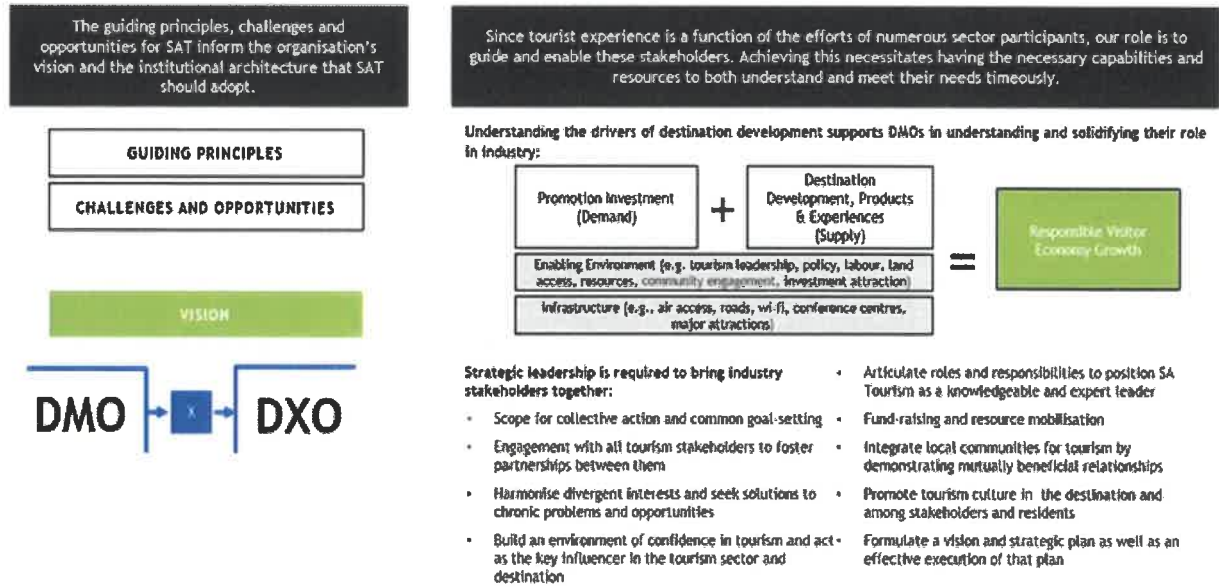 The guiding principles, challenges and
opportunities for SAT inform the organisation's
vision and the institutional architecture that SAT
should adopt.
GUIDING PRINCIPLES
CHALLENGES AND OPPORTUNITIES
VISION
DMO
X
DXO
Since tourist experience is a function of the efforts of numerous sector participants, our role is to
guide and enable these stakeholders. Achieving this necessitates having the necessary capabilities and
resources to both understand and meet their needs timeously.
Understanding the drivers of destination development supports DMOs in understanding and solidifying their role
in industry:
Promotion Investment
(Demand)
+
Destination
Development, Products
& Experiences
(Supply)
Enabling Environment (e.g. tourism leadership, policy, labour, land
access, resources, community engagement, investment attraction)
Infrastructure (e.g., air access, roads, wi-fi, conference centres,
major attractions)
=
Responsible Visitor
Economy Growth
Strategic leadership is required to bring industry
stakeholders together:
• Scope for collective action and common goal-setting
• Engagement with all tourism stakeholders to foster
partnerships between them
• Harmonise divergent interests and seek solutions to
chronic problems and opportunities
• Build an environment of confidence in tourism and act
as the key influencer in the tourism sector and
destination
• Articulate roles and responsibilities to position SA
Tourism as a knowledgeable and expert leader
• Fund-raising and resource mobilisation
• Integrate local communities for tourism by
demonstrating mutually beneficial relationships
• Promote tourism culture in the destination and
among stakeholders and residents
• Formulate a vision and strategic plan as well as an
effective execution of that plan